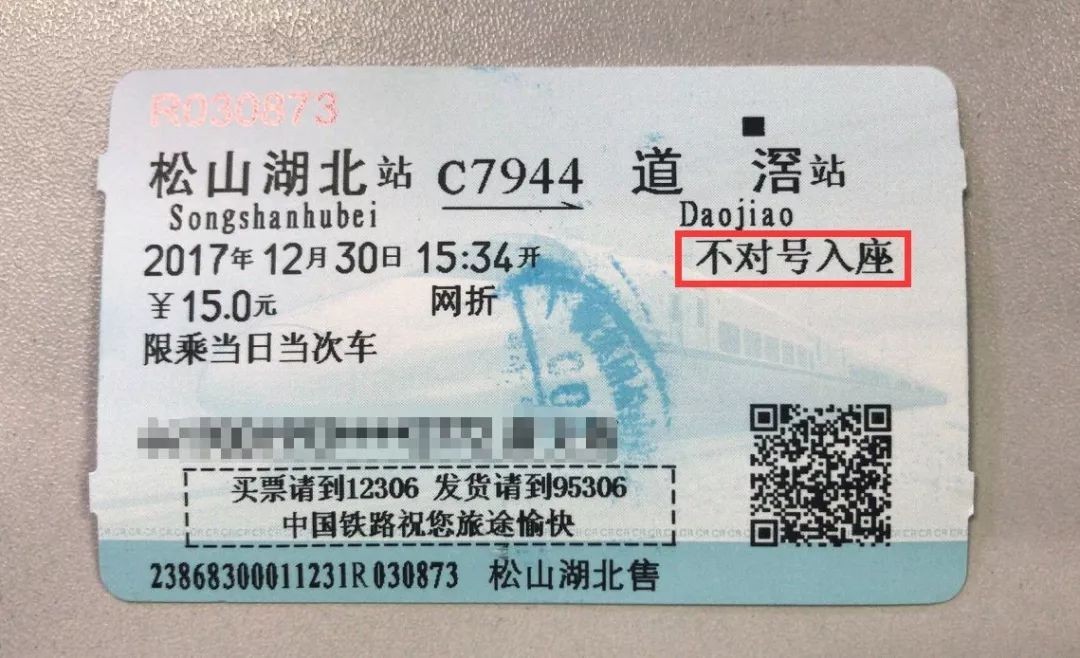 R030873
松山湖北站 C7944 道滘站
Songshanhubei Daojiao
2017年12月30日 15:34开 不对号入座
￥15.0元 网折
限乘当日当次车
买票请到12306 发货请到95306
中国铁路祝您旅途愉快
23868300011231R030873 松山湖北售